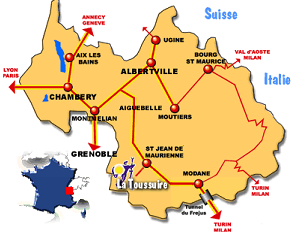 Suisse
ANNECY
GENEVE
UGINE
AIX LES
BAINS
BOURG
ST MAURICE
VAL d'AOSTE
MILAN
LYON
PARIS
ALBERTVILLE
Italie
CHAMBERY
AIGUEBELLE
MONTMELIAN
MOUTIERS
GRENOBLE
ST JEAN DE
MAURIENNE
La Toussuire
MODANE
TURIN
MILAN
Tunnel
du Frejus
TURIN
MILAN